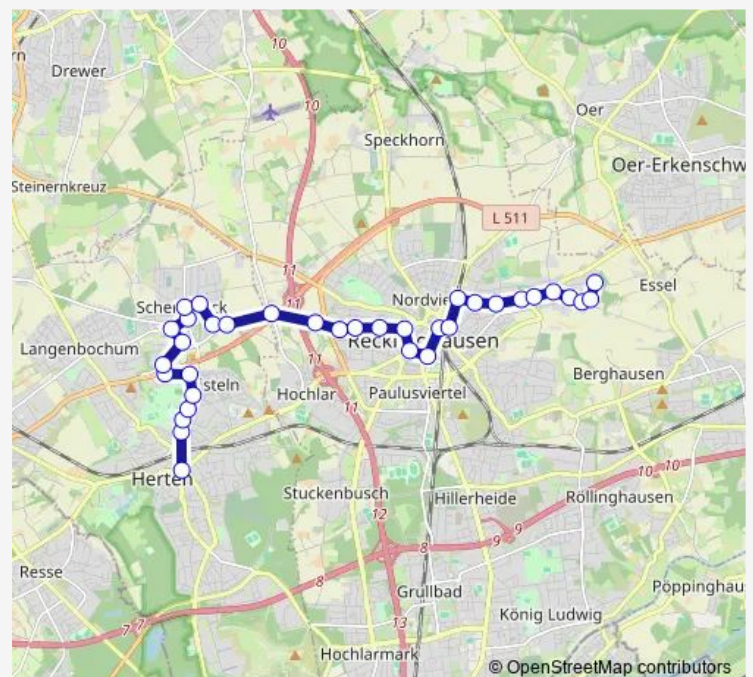 rn
Drewer
10
10
Oer
Speckhorn
Oer-Erkenschw
Steinernkreuz
L 511
11
11
Essel
Nordvie
Langenbochum
Berghausen
11
Hochlar
Paulusviertel
11
Herten
10 10
Stuckenbusch
Hillerheide
Röllinghausen
12
9
9
8
Resse
8
Grullbad
Pöppinghau
König Ludwig
7 7
13
Hochlarmark
© OpenStreetMap contributors